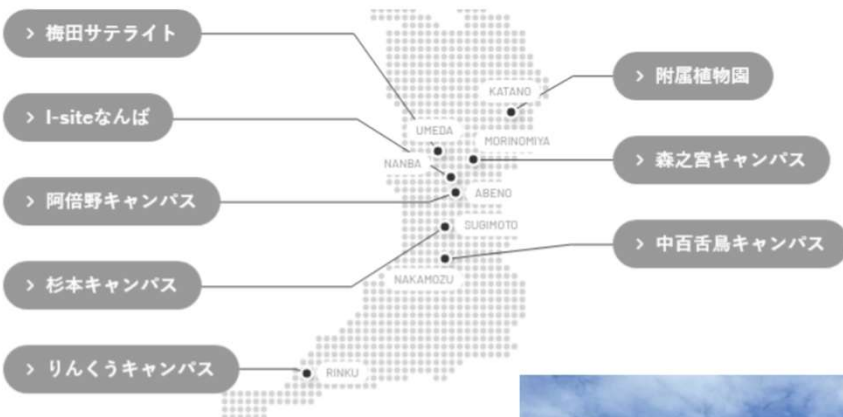 梅田サテライト
I-siteなんば
阿倍野キャンパス
杉本キャンパス
りんくうキャンパス
KATANO
UMEDA
MORINOMIYA
NANBA
ABENO
SUGIMOTO
NAKAMOZU
RINKU
附属植物園
森之宮キャンパス
中百舌鳥キャンパス